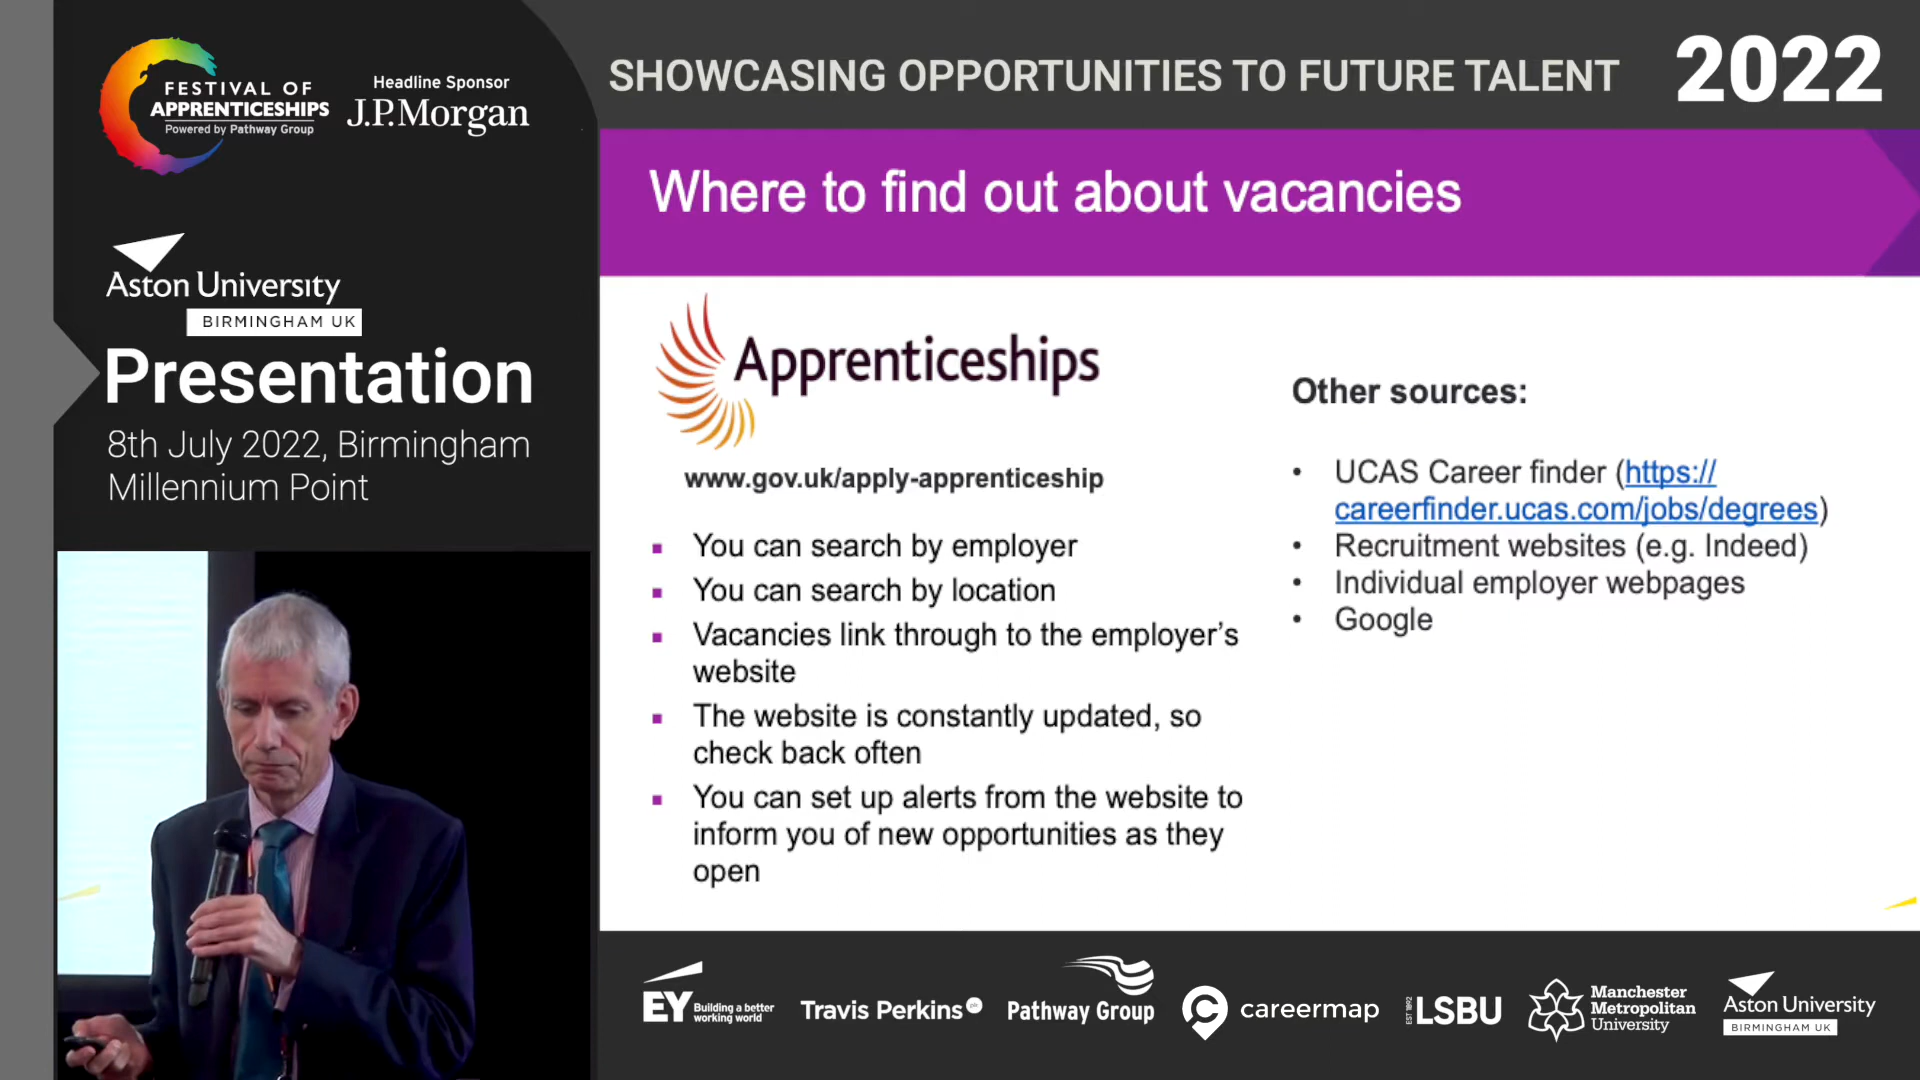 FESTIVAL OF
APPRENTICESHIPS
Powered by Pathway Group
Headline Sponsor
J.P.Morgan
SHOWCASING OPPORTUNITIES TO FUTURE TALENT
2022
Aston University
BIRMINGHAM UK
Presentation
8th July 2022, Birmingham
Millennium Point
Where to find out about vacancies
Apprenticeships
www.gov.uk/apply-apprenticeship
▪ You can search by employer
▪ You can search by location
▪ Vacancies link through to the employer’s
website
▪ The website is constantly updated, so
check back often
▪ You can set up alerts from the website to
inform you of new opportunities as they
open
Other sources:
• UCAS Career finder (https://
careerfinder.ucas.com/jobs/degrees)
• Recruitment websites (e.g. Indeed)
• Individual employer webpages
• Google
EY
Building a better
working world
Travis Perkins plc
Pathway Group
careermap
EST 1892
LSBU
Manchester
Metropolitan
University
Aston University
BIRMINGHAM UK